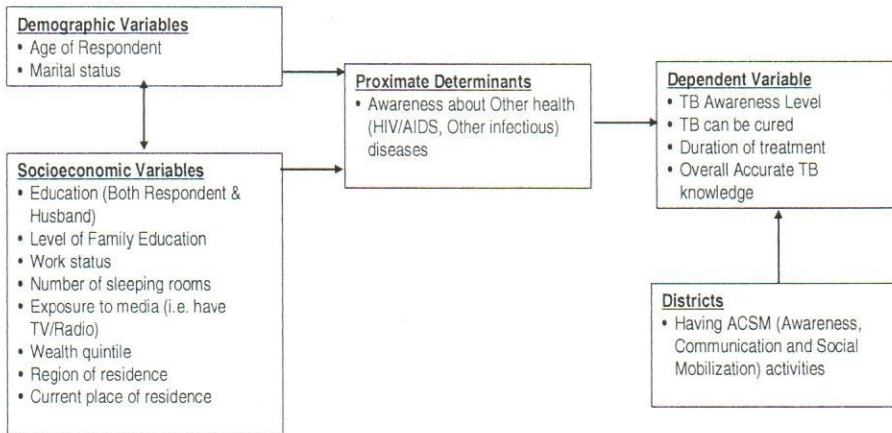 Demographic Variables
• Age of Respondent
• Marital status
Socioeconomic Variables
• Education (Both Respondent &
Husband)
• Level of Family Education
• Work status
• Number of sleeping rooms
• Exposure to media (i.e. have
TV/Radio)
• Wealth quintile
• Region of residence
• Current place of residence
Proximate Determinants
• Awareness about Other health
(HIV/AIDS, Other infectious)
diseases
Dependent Variable
• TB Awareness Level
• TB can be cured
• Duration of treatment
• Overall Accurate TB
knowledge
Districts
• Having ACSM (Awareness,
Communication and Social
Mobilization) activities